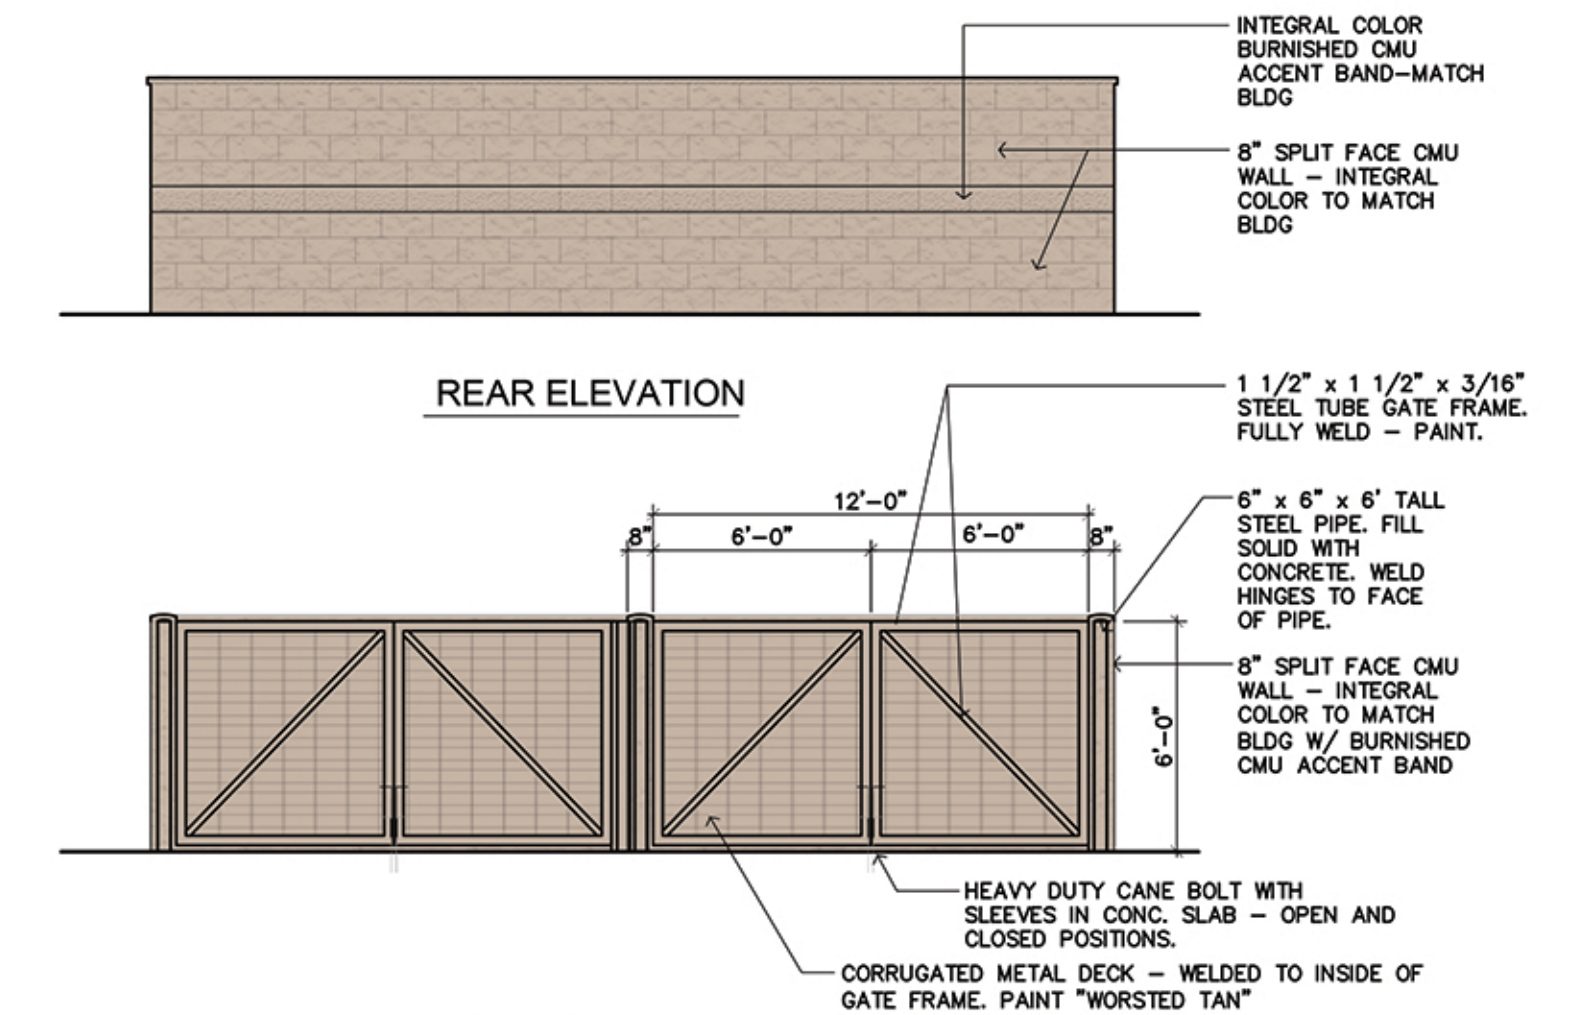 INTEGRAL COLOR
BURNISHED CMU
ACCENT BAND-MATCH
BLDG
8" SPLIT FACE CMU
WALL - INTEGRAL
COLOR TO MATCH
BLDG
REAR ELEVATION
1 1/2" x 1 1/2" x 3/16"
STEEL TUBE GATE FRAME.
FULLY WELD - PAINT.
12'-0"
8"
6'-0"
6'-0"
8"
6" x 6" x 6' TALL
STEEL PIPE. FILL
SOLID WITH
CONCRETE. WELD
HINGES TO FACE
OF PIPE.
8" SPLIT FACE CMU
WALL - INTEGRAL
COLOR TO MATCH
BLDG W/ BURNISHED
CMU ACCENT BAND
6'-0"
HEAVY DUTY CANE BOLT WITH
SLEEVES IN CONC. SLAB - OPEN AND
CLOSED POSITIONS.
CORRUGATED METAL DECK - WELDED TO INSIDE OF
GATE FRAME. PAINT "WORSTED TAN"